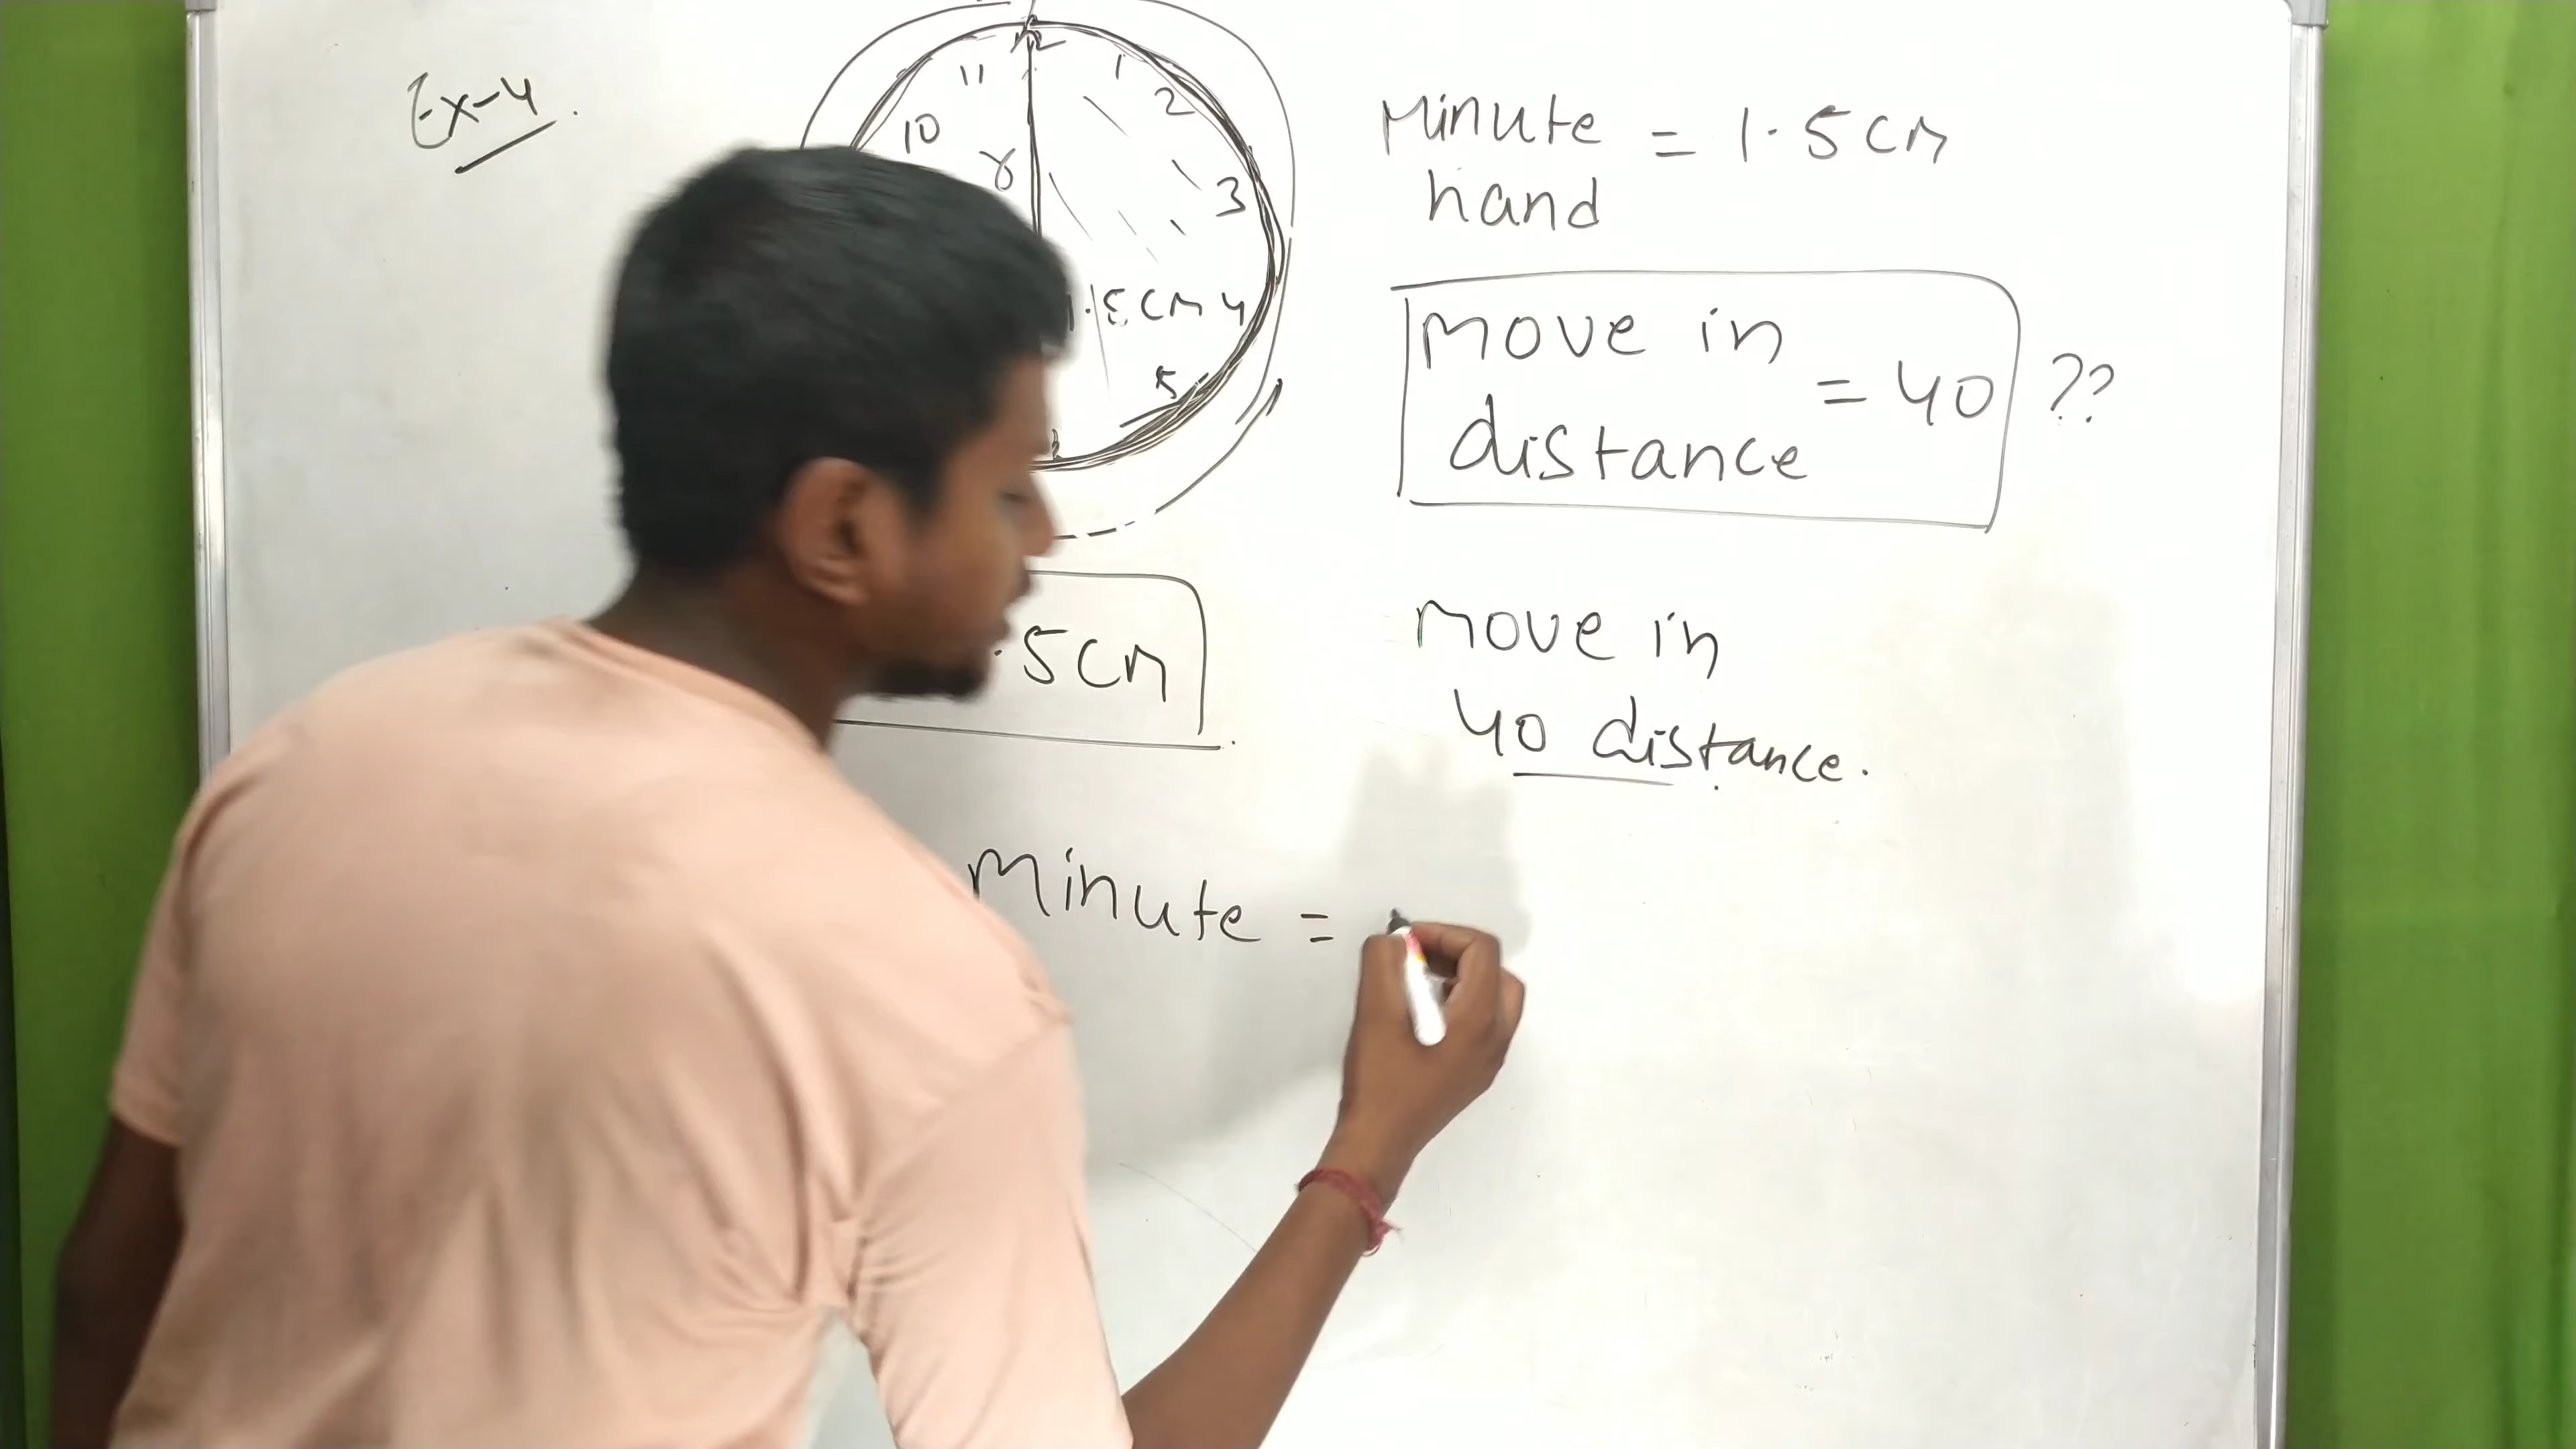 Ex-4.
11
1
10
2
r
3
1.5cm
4
5
Minute
hand
= 1.5cm
move in
distance
= 40
??
.5cm
move in
40 distance.
Minute =